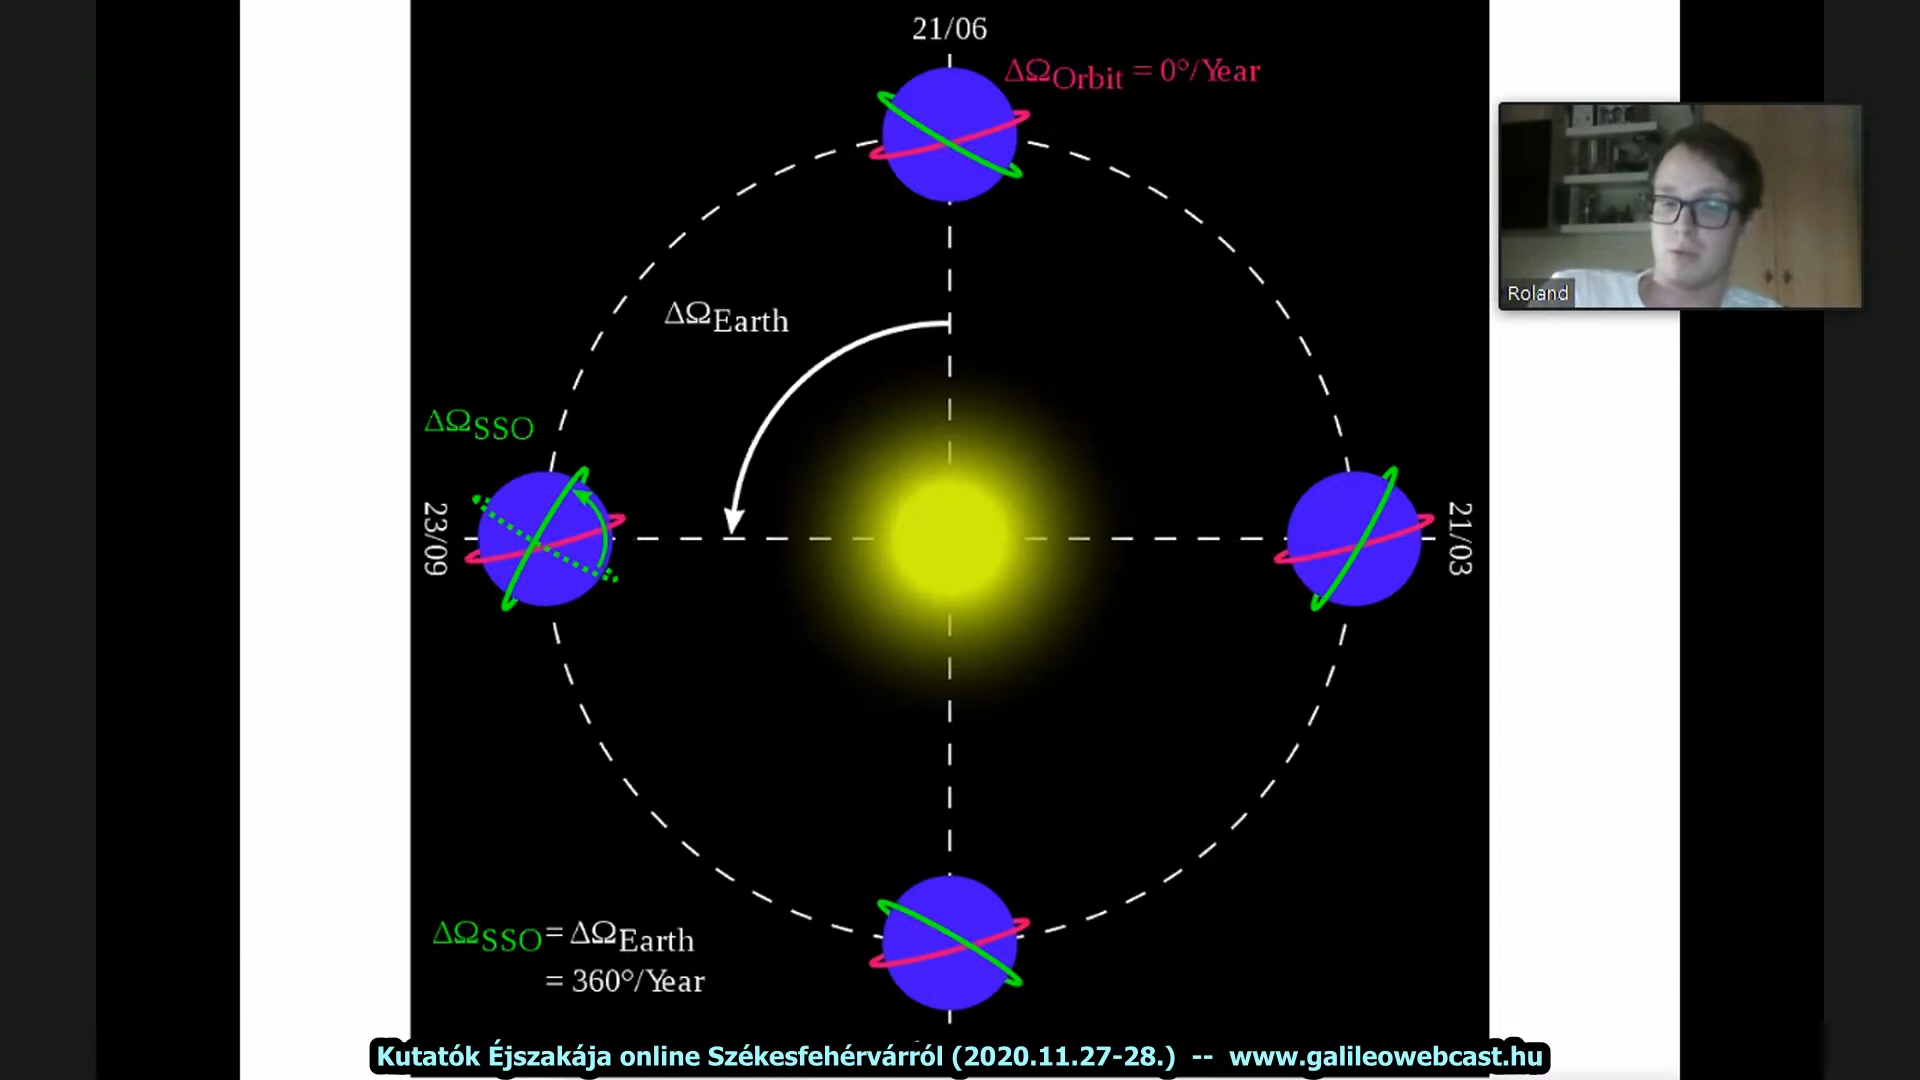 21/06
ΔΩOrbit = 0°/Year
ΔΩEarth
Roland
ΔΩSSO
23/09
21/03
ΔΩSSO = ΔΩEarth
= 360°/Year
Kutatók Éjszakája online Székesfehérvárról (2020.11.27-28.) -- www.galileowebcast.hu